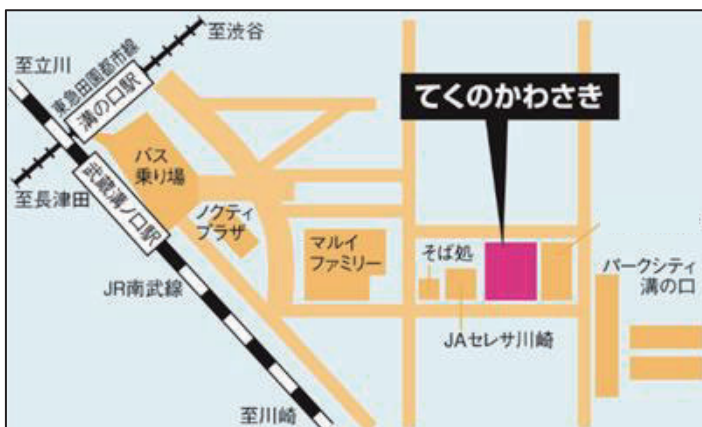 至渋谷
至立川
東急田園都市線
溝の口駅
てくのかわさき
バス
乗り場
至長津田
武蔵溝ノ口駅
ノクティ
プラザ
マルイ
ファミリー
そば処
パークシティ
溝の口
JR南武線
JAセレサ川崎
至川崎